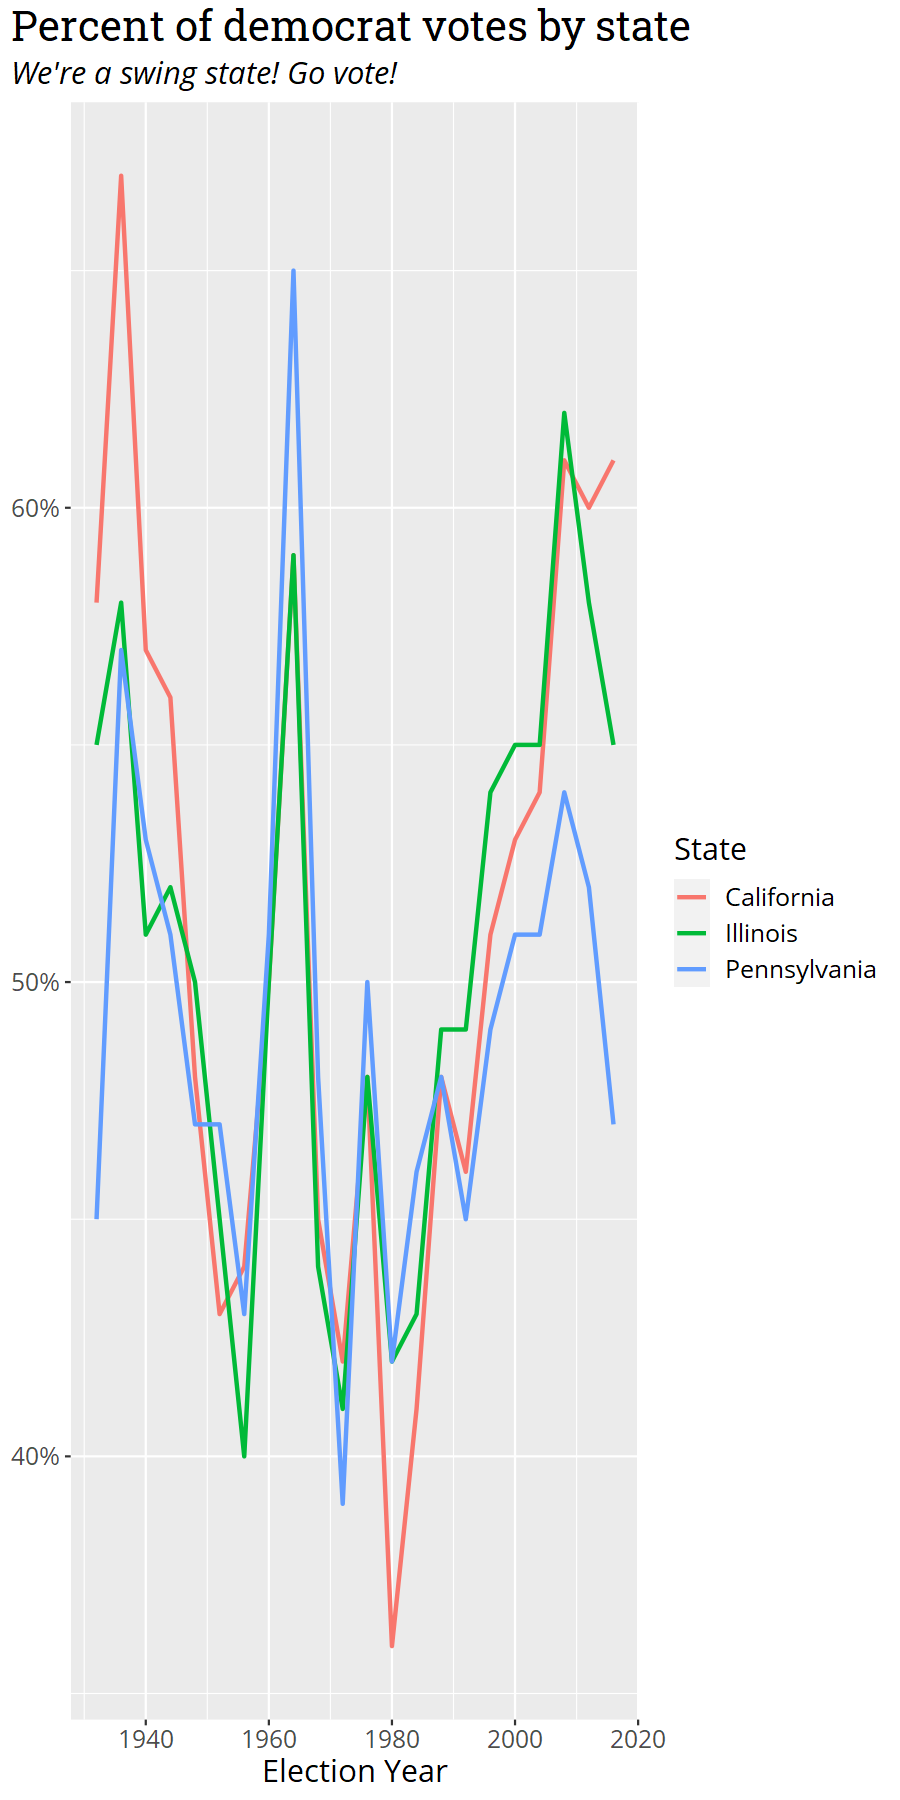 Percent of democrat votes by state
We're a swing state! Go vote!
60%
50%
40%
1940 1960 1980 2000 2020
Election Year
State
California
Illinois
Pennsylvania